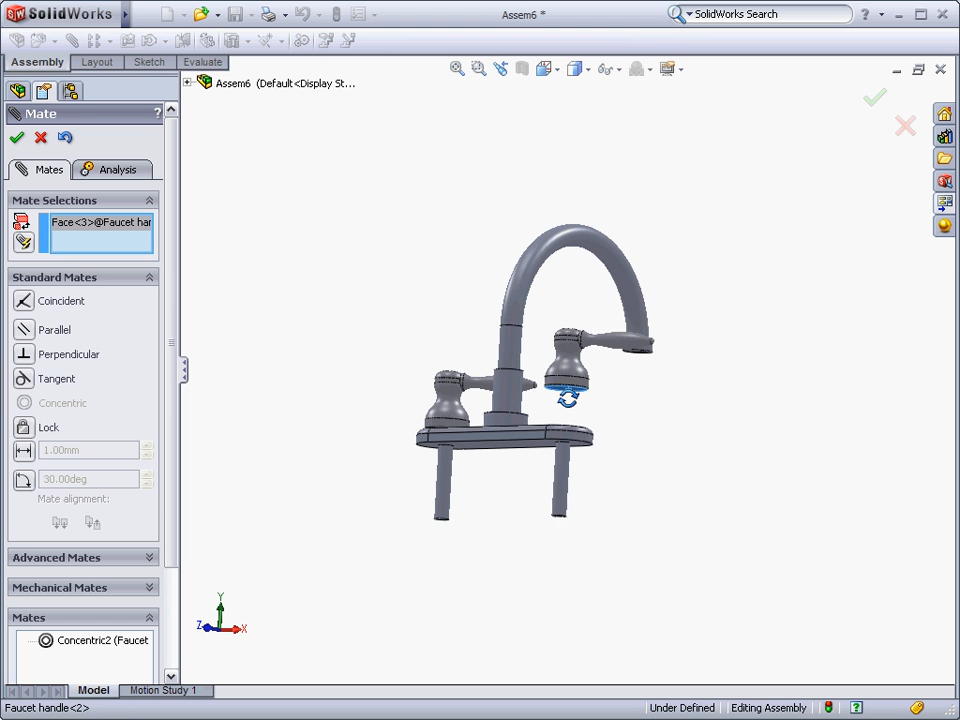 SolidWorks
Assem6 *
SolidWorks Search
Assembly
Layout
Sketch
Evaluate
Assem6 (Default<Display St...
Mate
?
Mates
Analysis
Mate Selections
Face<3>@Faucet har
Standard Mates
Coincident
Parallel
Perpendicular
Tangent
Concentric
Lock
1.00mm
30.00deg
Mate alignment:
Advanced Mates
Mechanical Mates
Mates
Concentric2 (Faucet
Y
Z
X
Model
Motion Study 1
Faucet handle<2>
Under Defined
Editing Assembly
?